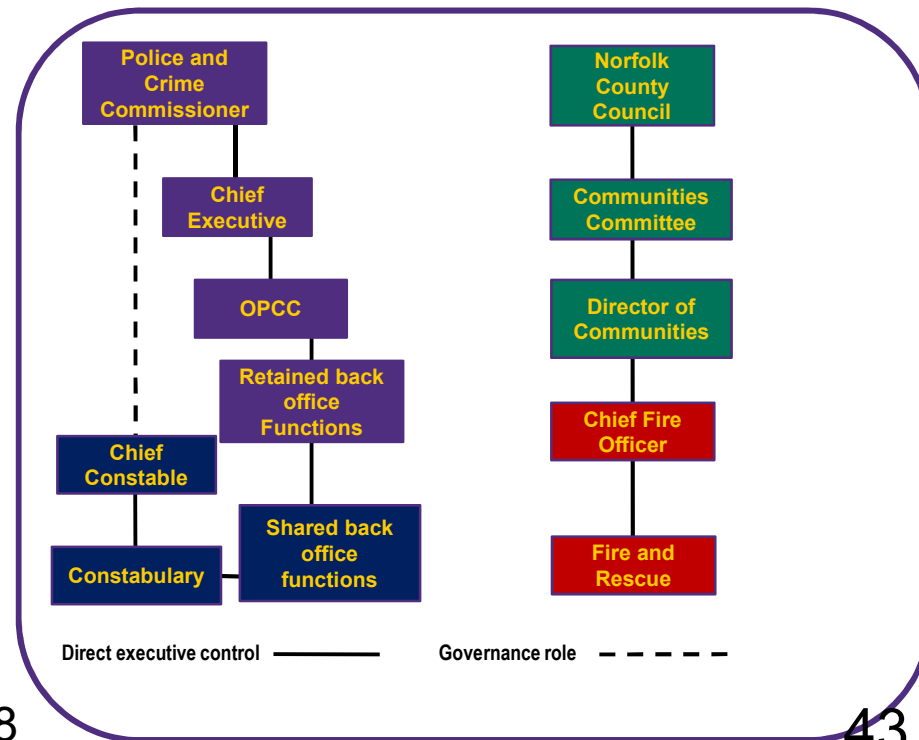 Police and
Crime
Commissioner
Norfolk
County
Council
Chief
Executive
Communities
Committee
OPCC
Director of
Communities
Retained back
office
Functions
Chief Fire
Officer
Chief
Constable
Shared back
office
functions
Constabulary
Fire and
Rescue
Direct executive control
Governance role
8
43